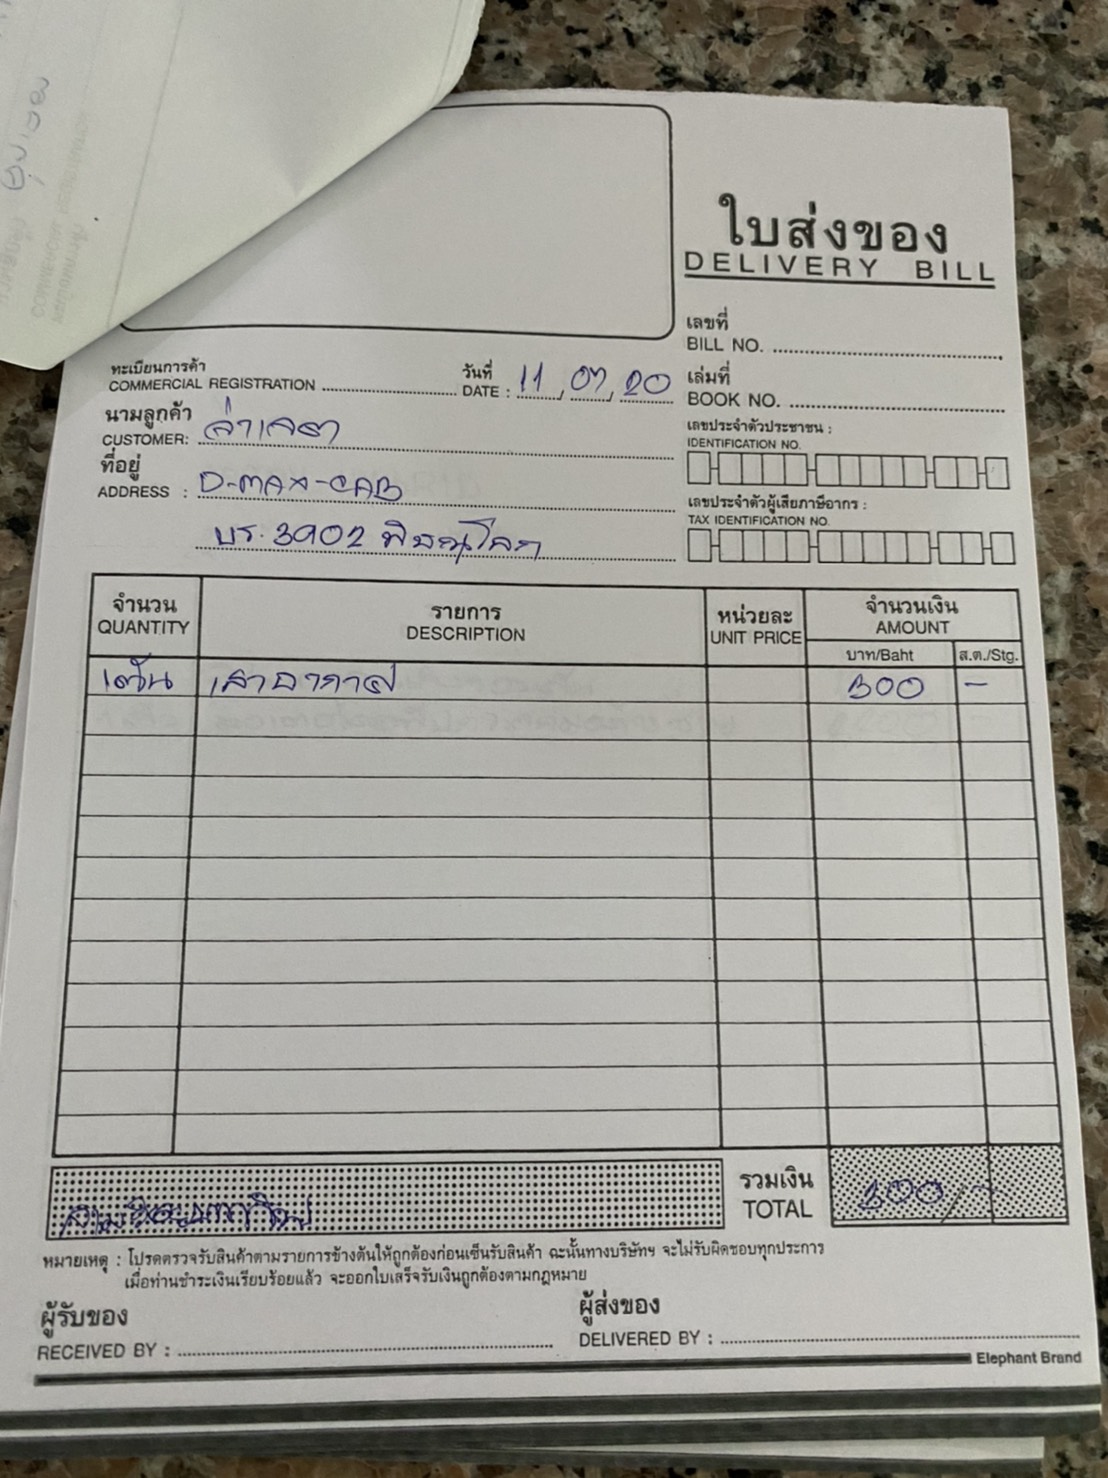 ใบส่งของ
DELIVERY BILL
เลขที่
BILL NO.
ทะเบียนการค้า
COMMERCIAL REGISTRATION
วันที่
DATE : 11 / 07 / 20
เล่มที่
BOOK NO.
นามลูกค้า
CUSTOMER:
เลขประจำตัวประชาชน :
IDENTIFICATION NO.
ที่อยู่
ADDRESS : D-MAX-CAB
บร. 3902 พิษณุโลก
เลขประจำตัวผู้เสียภาษีอากร :
TAX IDENTIFICATION NO.
จำนวน รายการ หน่วยละ จำนวนเงิน
QUANTITY DESCRIPTION UNIT PRICE AMOUNT
บาท/Baht ส.ต./Stg.
1 เส้น เสาอากาศ 300 -
รวมเงิน
TOTAL 300 / -
หมายเหตุ : โปรดตรวจรับสินค้าตามรายการข้างต้นให้ถูกต้องก่อนเซ็นรับสินค้า ฉะนั้นทางบริษัทฯ จะไม่รับผิดชอบทุกประการ
เมื่อท่านชำระเงินเรียบร้อยแล้ว จะออกใบเสร็จรับเงินถูกต้องตามกฎหมาย
ผู้รับของ
RECEIVED BY :
ผู้ส่งของ
DELIVERED BY :
Elephant Brand